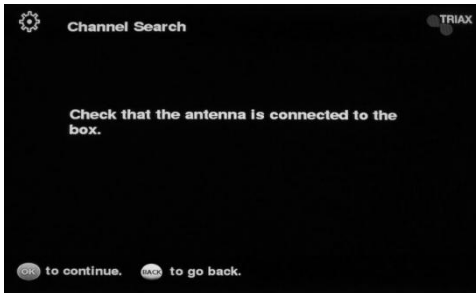 Channel Search
TRIAX
Check that the antenna is connected to the
box.
OK to continue. BACK to go back.